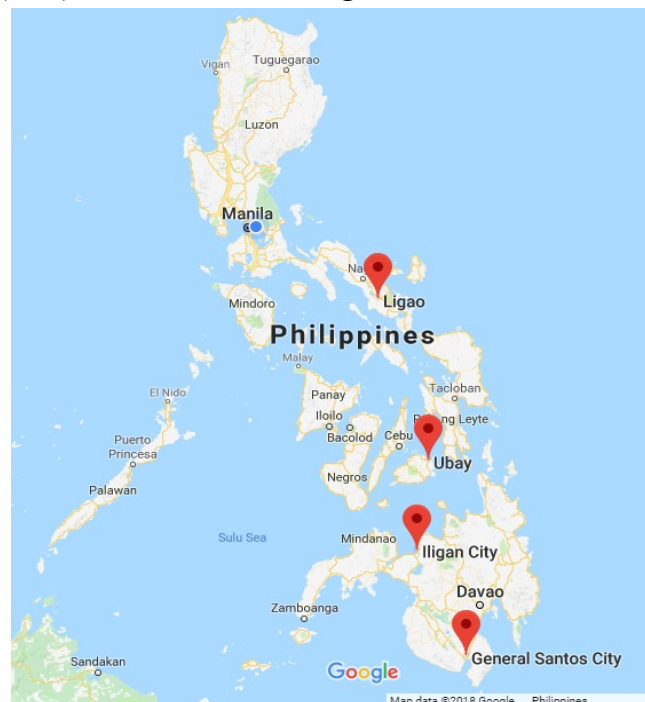 Vigan
Tuguegarao
Luzon
Manila
Na
Ligao
Mindoro
Philippines
Malay
El Nido
Panay
Tacloban
Iloilo
Bacolod
Cebu
ng Leyte
Puerto
Princesa
Ubay
Negros
Palawan
Sulu Sea
Mindanao
Iligan City
Davao
Zamboanga
General Santos City
Sandakan
Google
Map data ©2018 Google
Philippines